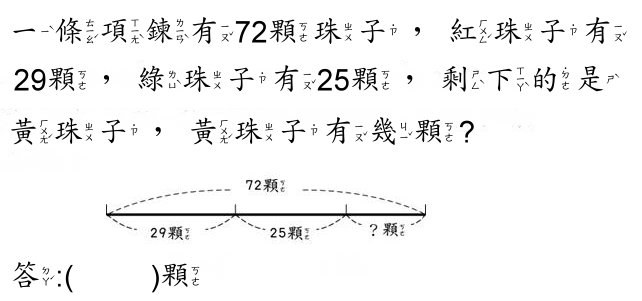 一條項鍊有72顆珠子，紅珠子有
29顆，綠珠子有25顆，剩下的是
黃珠子，黃珠子有幾顆?
72顆
29顆 25顆 ?顆
答:( )顆